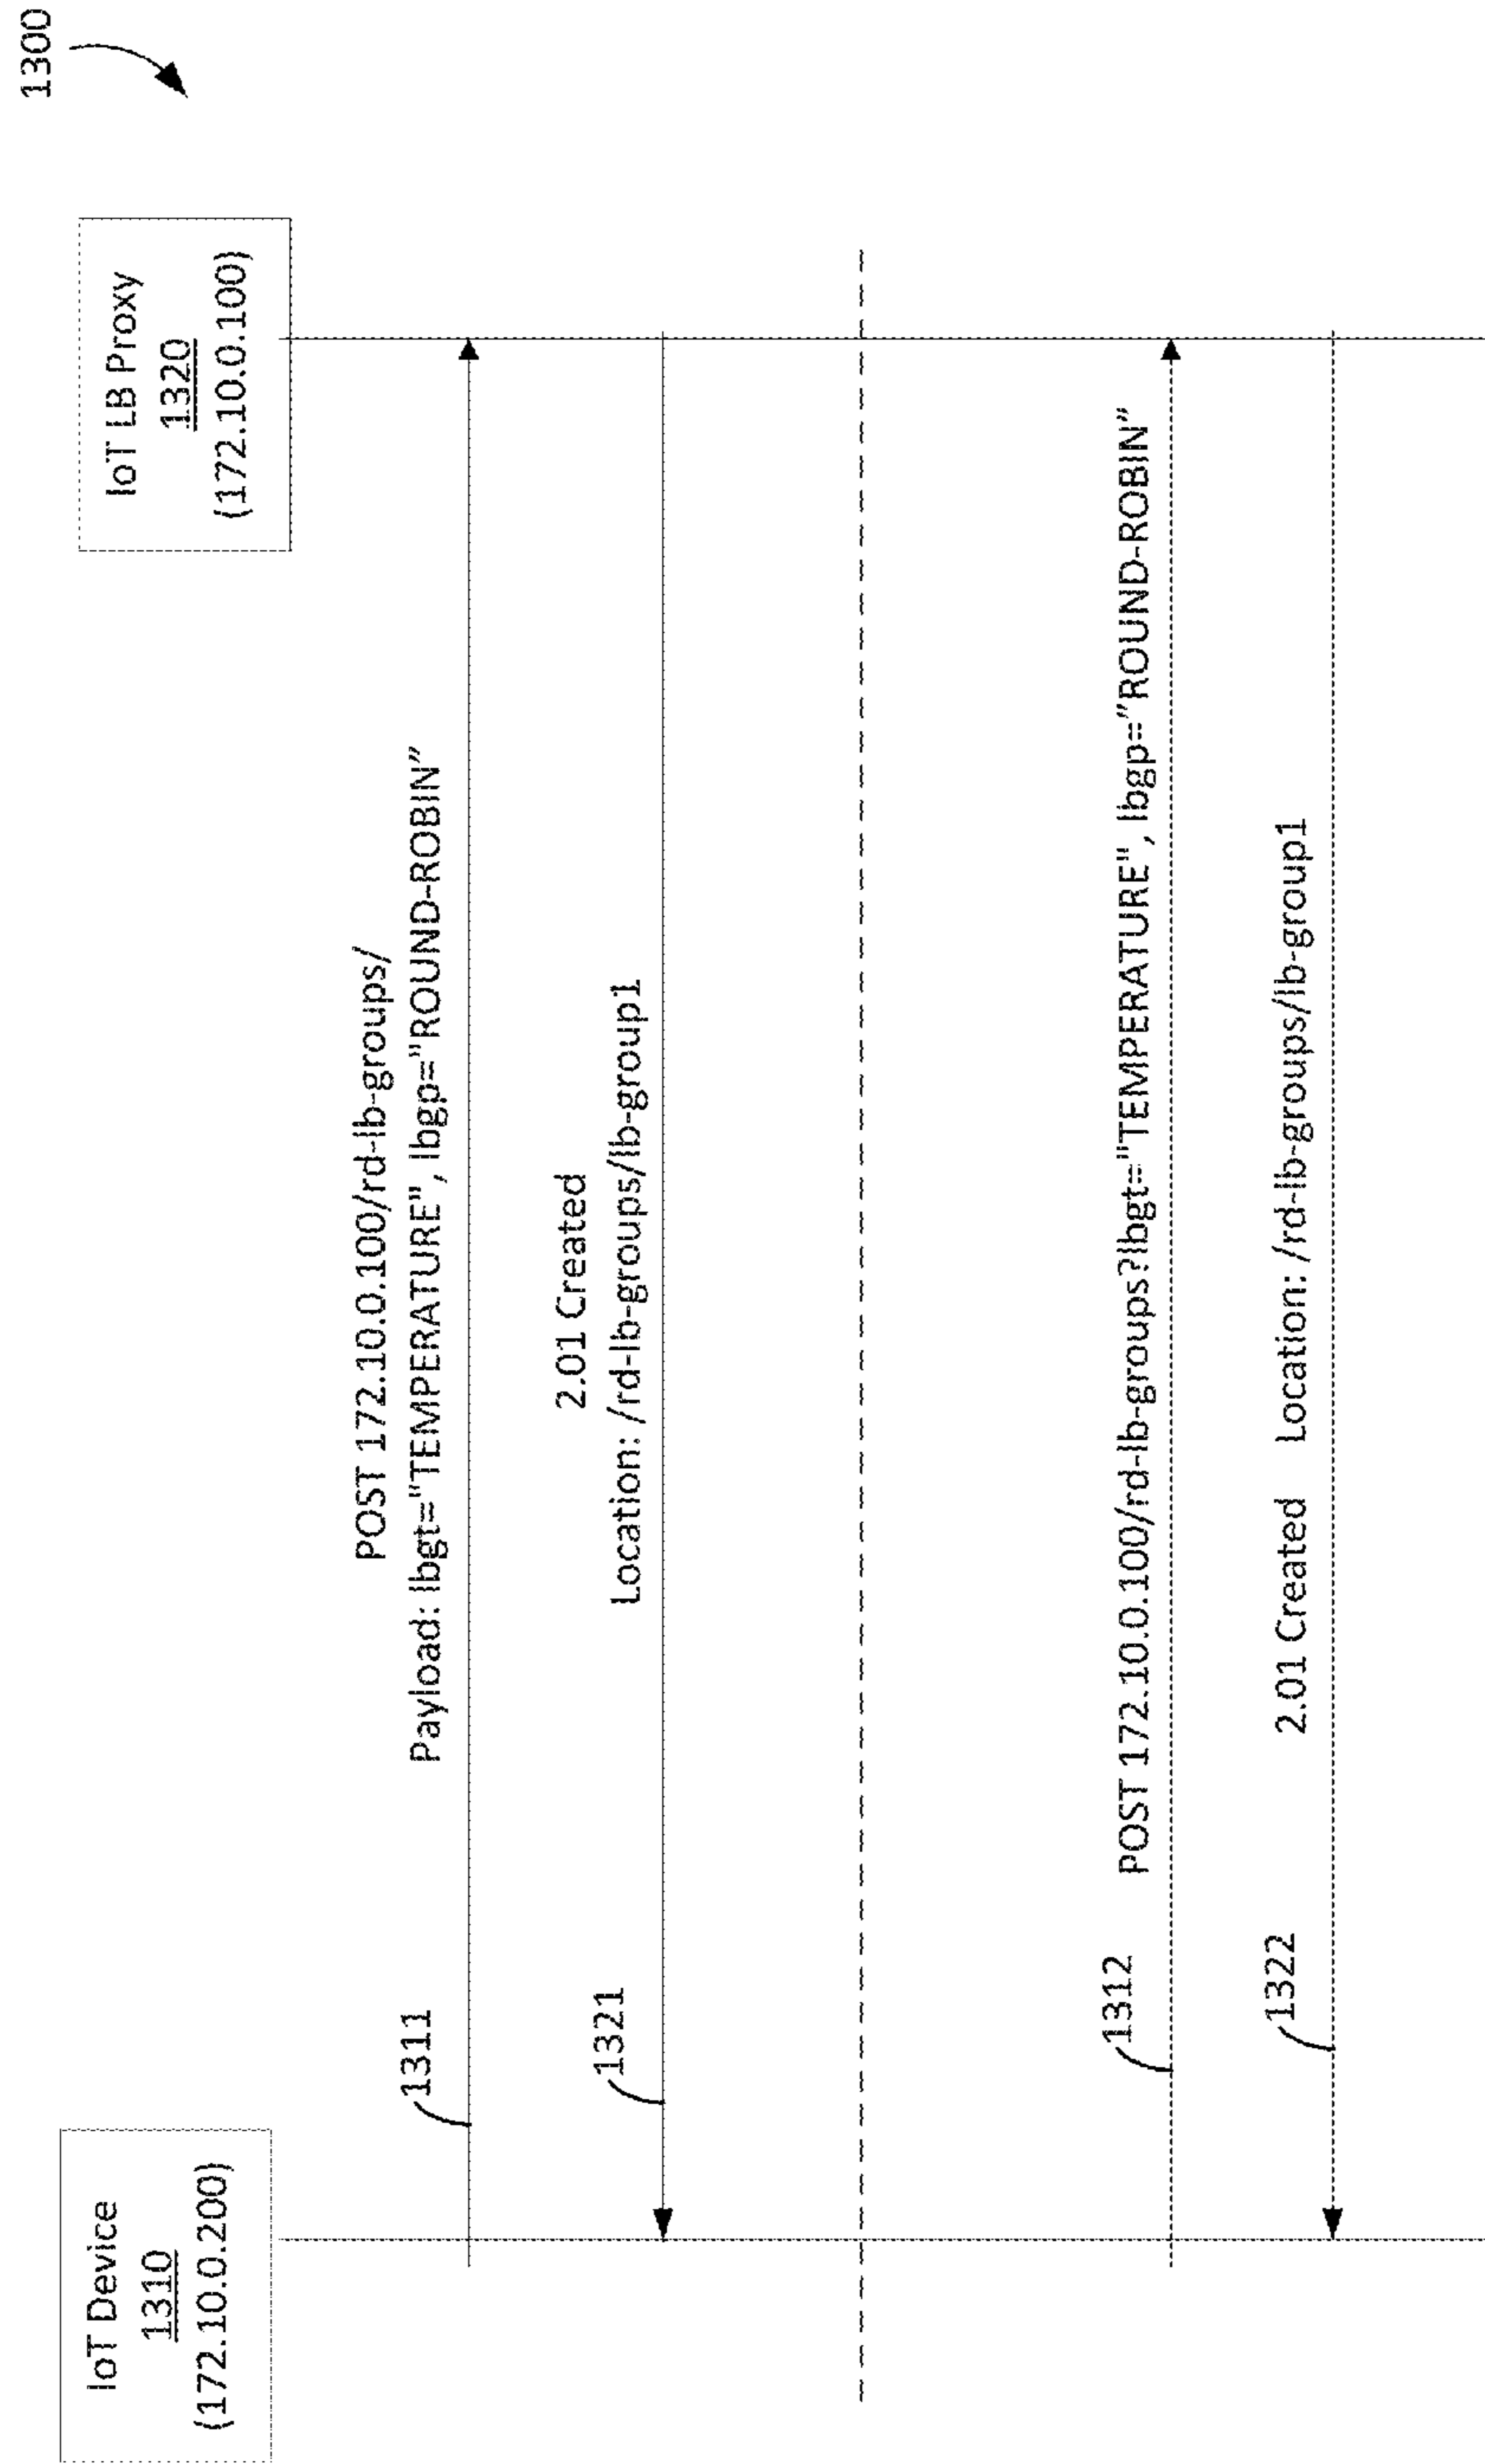 1300
IoT Device
1310
(172.10.0.200)
IoT LB Proxy
1320
(172.10.0.100)
POST 172.10.0.100/rd-lb-groups/
Payload: lbgt="TEMPERATURE", lbgp="ROUND-ROBIN”
1311
2.01 Created
Location: /rd-lb-groups/lb-group1
1321
1312
POST 172.10.0.100/rd-lb-groups?lbgt="TEMPERATURE", lbgp=”ROUND-ROBIN”
2.01 Created Location: /rd-lb-groups/lb-group1
1322